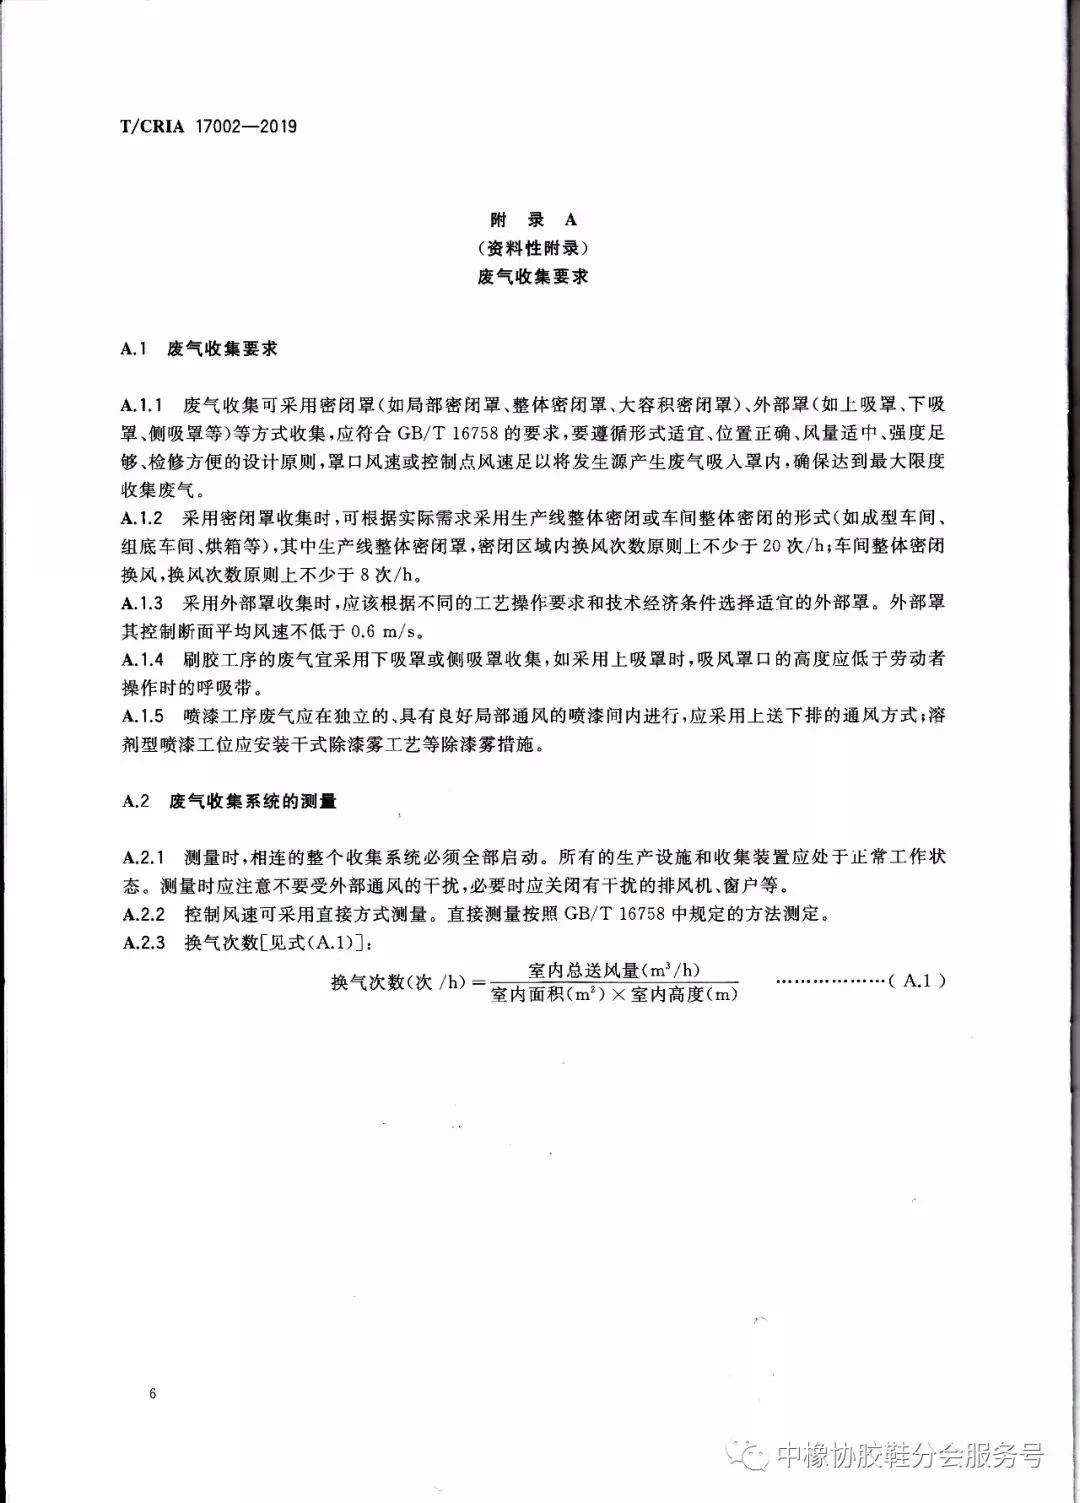 T/CRIA 17002—2019
附 录 A
(资料性附录)
废气收集要求
A.1 废气收集要求
A.1.1 废气收集可采用密闭罩(如局部密闭罩、整体密闭罩、大容积密闭罩)、外部罩(如上吸罩、下吸
罩、侧吸罩等)等方式收集,应符合 GB/T 16758 的要求,要遵循形式适宜、位置正确、风量适中、强度足
够、检修方便的设计原则,罩口风速或控制点风速足以将发生源产生废气吸入罩内,确保达到最大限度
收集废气。
A.1.2 采用密闭罩收集时,可根据实际需求采用生产线整体密闭或车间整体密闭的形式(如成型车间、
组底车间、烘箱等),其中生产线整体密闭罩,密闭区域内换风次数原则上不少于 20 次/h;车间整体密闭
换风,换风次数原则上不少于 8 次/h。
A.1.3 采用外部罩收集时,应该根据不同的工艺操作要求和技术经济条件选择适宜的外部罩。外部罩
其控制断面平均风速不低于 0.6 m/s。
A.1.4 刷胶工序的废气宜采用下吸罩或侧吸罩收集,如采用上吸罩时,吸风罩口的高度应低于劳动者
操作时的呼吸带。
A.1.5 喷漆工序废气应在独立的、具有良好局部通风的喷漆间内进行,应采用上送下排的通风方式;溶
剂型喷漆工位应安装干式除漆雾工艺等除漆雾措施。
A.2 废气收集系统的测量
A.2.1 测量时,相连的整个收集系统必须全部启动。所有的生产设施和收集装置应处于正常工作状
态。测量时应注意不要受外部通风的干扰,必要时应关闭有干扰的排风机、窗户等。
A.2.2 控制风速可采用直接方式测量。直接测量按照 GB/T 16758 中规定的方法测定。
A.2.3 换气次数[见式(A.1)]:
换气次数(次/h)=室内总送风量(m³/h)/室内面积(m²)×室内高度(m) ………………( A.1 )
6
中橡协胶鞋分会服务号